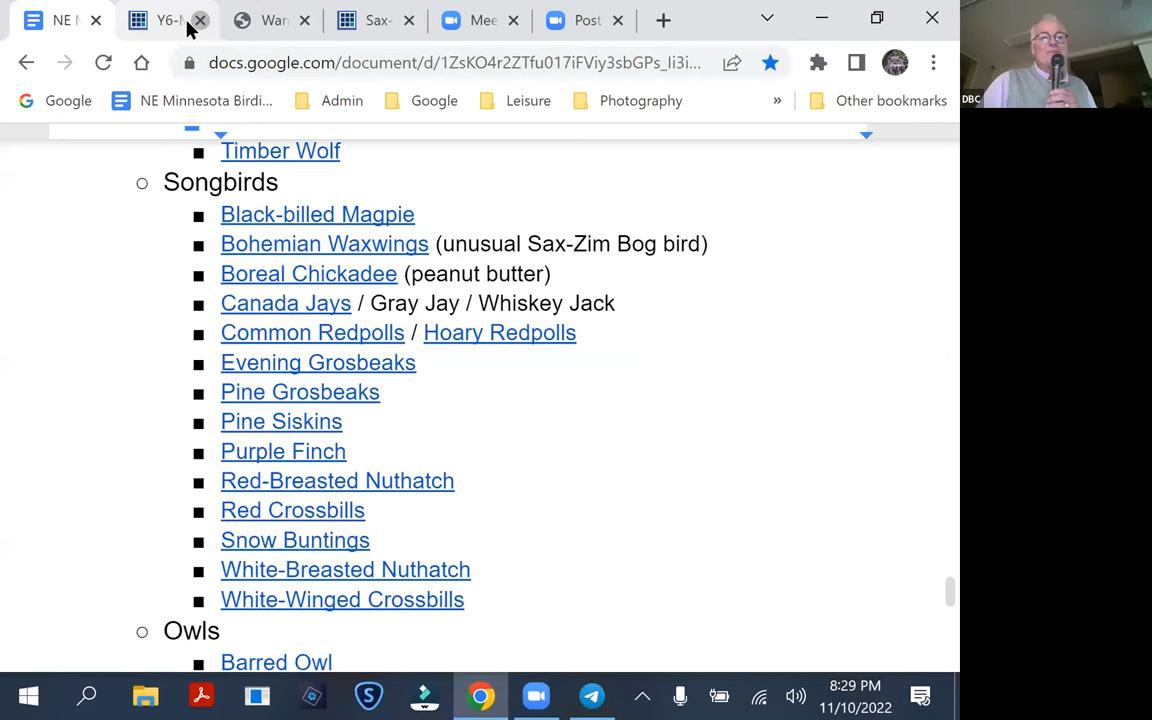 NE M
Y6-M
War
Sax-
Mee
Post
docs.google.com/document/d/1ZsKO4r2ZTfu017iFViy3sbGPs_Ii3i...
Google
NE Minnesota Birdi...
Admin
Google
Leisure
Photography
»
Other bookmarks
DBC
Timber Wolf
Songbirds
Black-billed Magpie
Bohemian Waxwings (unusual Sax-Zim Bog bird)
Boreal Chickadee (peanut butter)
Canada Jays / Gray Jay / Whiskey Jack
Common Redpolls / Hoary Redpolls
Evening Grosbeaks
Pine Grosbeaks
Pine Siskins
Purple Finch
Red-Breasted Nuthatch
Red Crossbills
Snow Buntings
White-Breasted Nuthatch
White-Winged Crossbills
Owls
Barred Owl
8:29 PM
11/10/2022